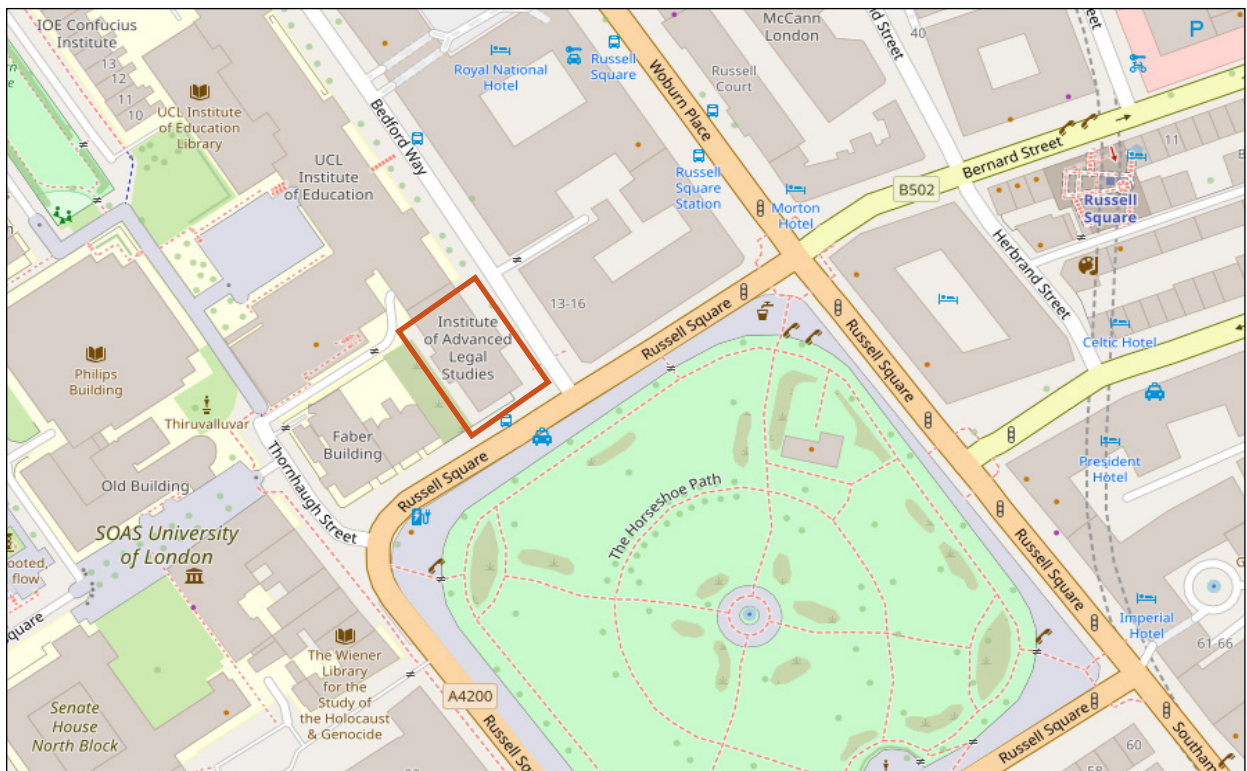 IOE Confucius
Institute
13
12
11
10
UCL Institute
of Education
Library
UCL
Institute
of Education
Bedford Way
Royal National
Hotel
Russell
Square
Woburn Place
McCann
London
Russell
Court
40
Street
Street
P
11
Bernard Street
B502
Russell
Square
Russell
Square
Station
Morton
Hotel
Herbrand Street
13-16
Institute
of Advanced
Legal
Studies
Russell Square
Russell Square
Celtic Hotel
Philips
Building
Thiruvalluvar
Faber
Building
Russell Square
Thornhaugh Street
Old Building
SOAS University
of London
The Horseshoe Path
President
Hotel
Russell Square
Imperial
Hotel
61-66
flow
The Wiener
Library
for the
Study of
the Holocaust
& Genocide
A4200
Senate
House
North Block
Russell Square
60
58